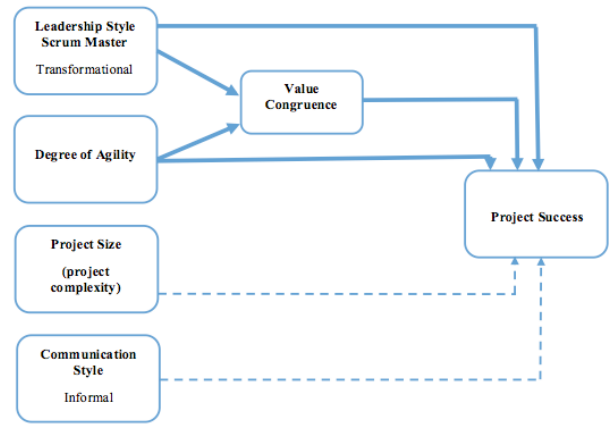 Leadership Style
Scrum Master
Transformational
Value
Congruence
Degree of Agility
Project Success
Project Size
(project
complexity)
Communication
Style
Informal